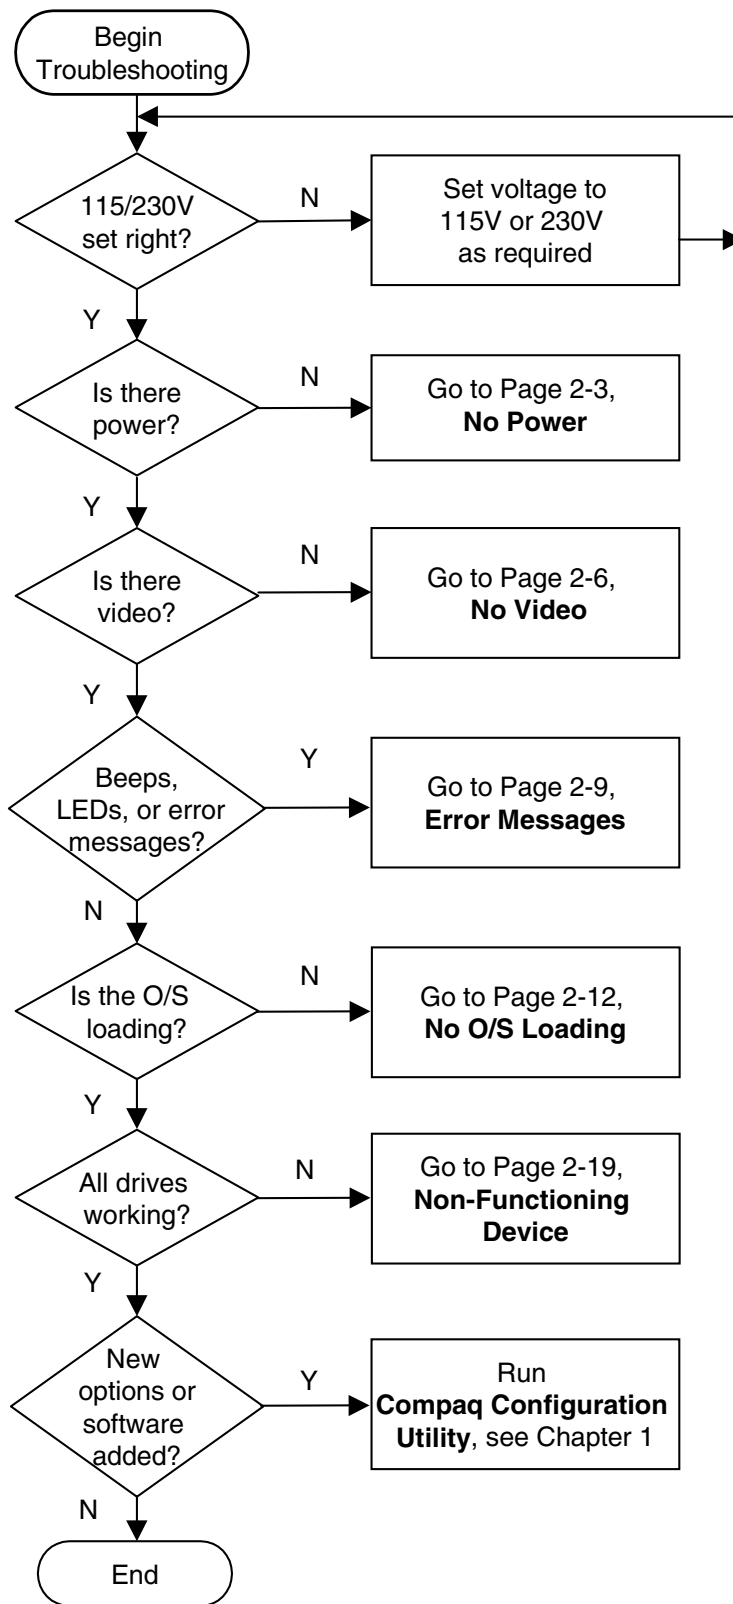 Begin
Troubleshooting
115/230V
set right?
N
Set voltage to
115V or 230V
as required
Y
Is there
power?
N
Go to Page 2-3,
No Power
Y
Is there
video?
N
Go to Page 2-6,
No Video
Y
Beeps,
LEDs, or error
messages?
Y
Go to Page 2-9,
Error Messages
N
Is the O/S
loading?
N
Go to Page 2-12,
No O/S Loading
Y
All drives
working?
N
Go to Page 2-19,
Non-Functioning
Device
Y
New
options or
software
added?
Y
Run
Compaq Configuration
Utility, see Chapter 1
N
End